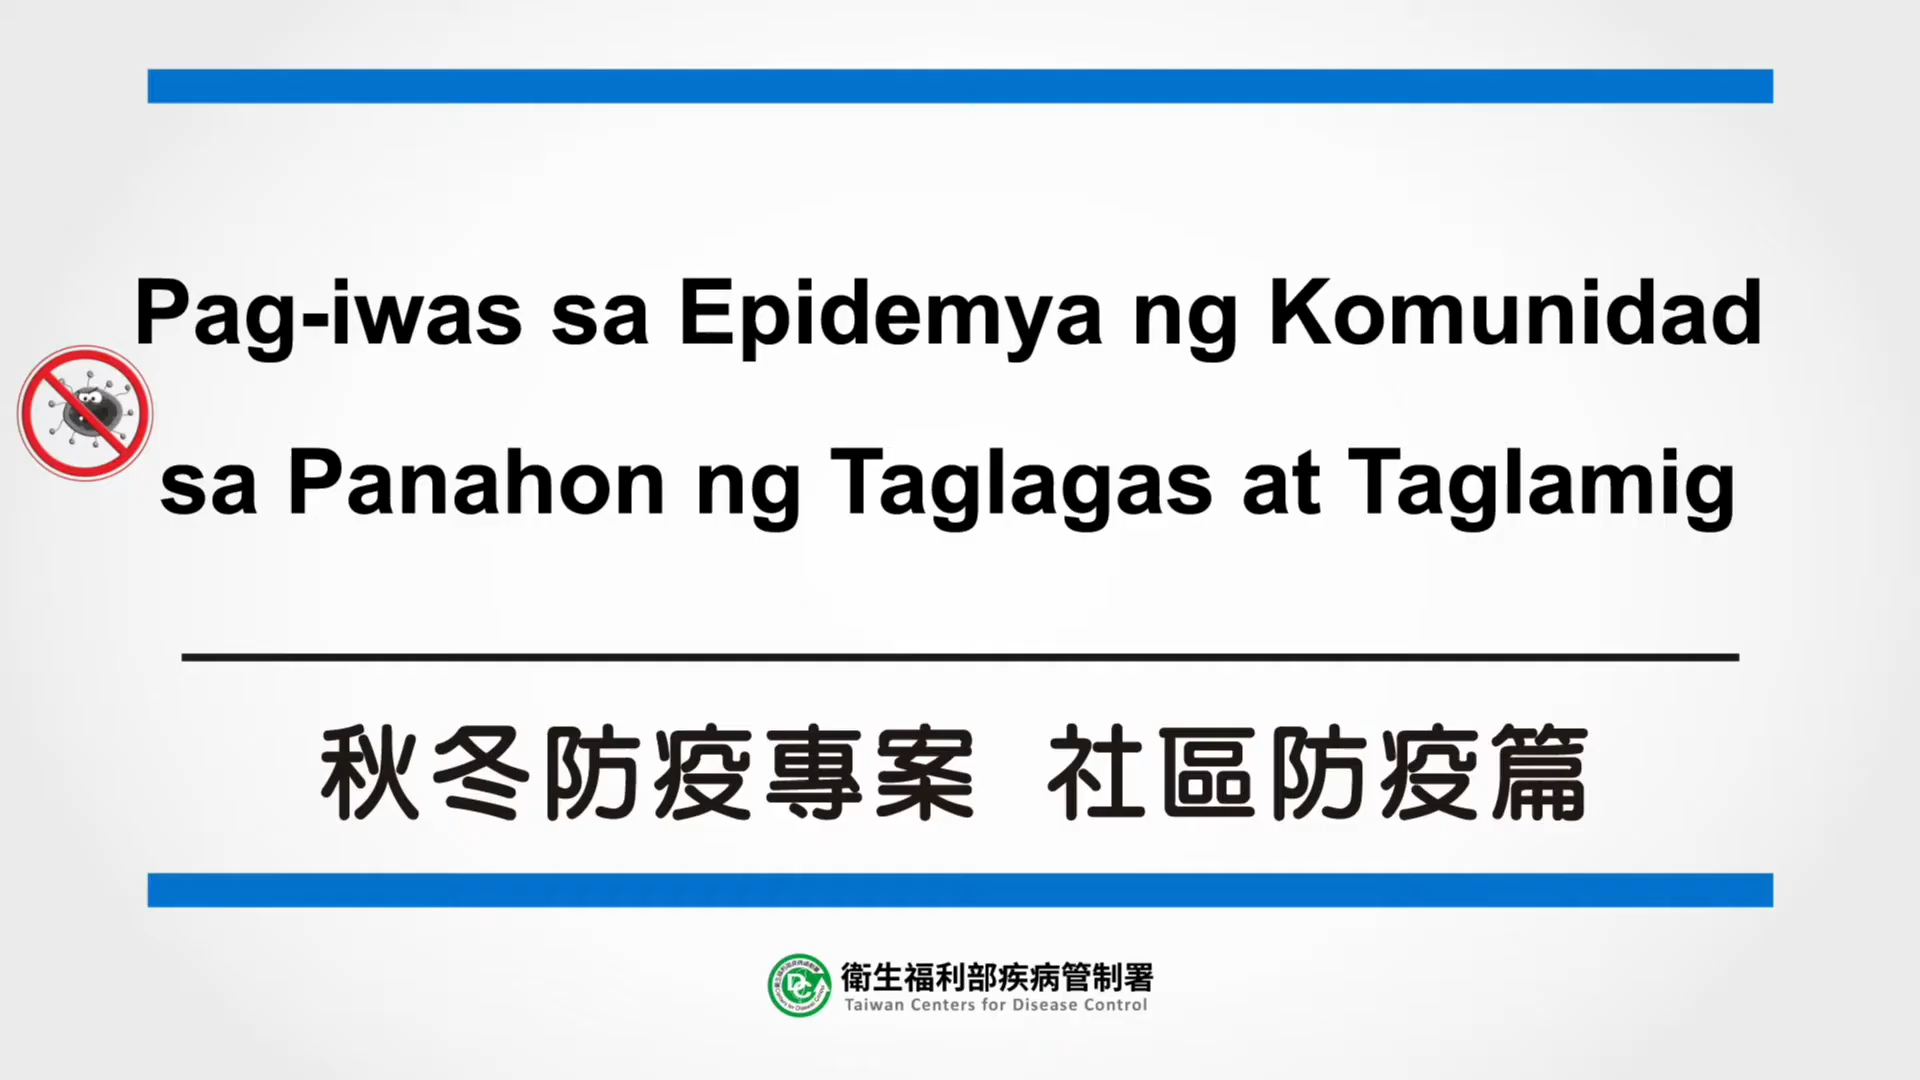 Pag-iwas sa Epidemya ng Komunidad
sa Panahon ng Taglagas at Taglamig
秋冬防疫專案 社區防疫篇
衛生福利部疾病管制署
Taiwan Centers for Disease Control